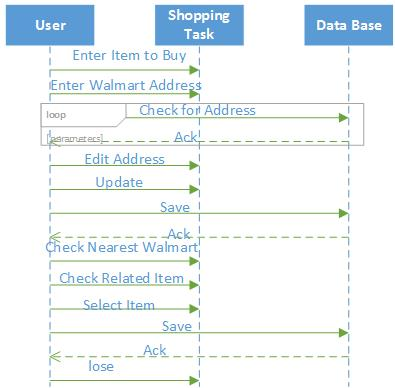 User
Shopping
Task
Data Base
Enter Item to Buy
Enter Walmart Address
loop
Check for Address
[parameters]
Ack
Edit Address
Update
Save
Ack
Check Nearest Walmart
Check Related Item
Select Item
Save
Ack
lose